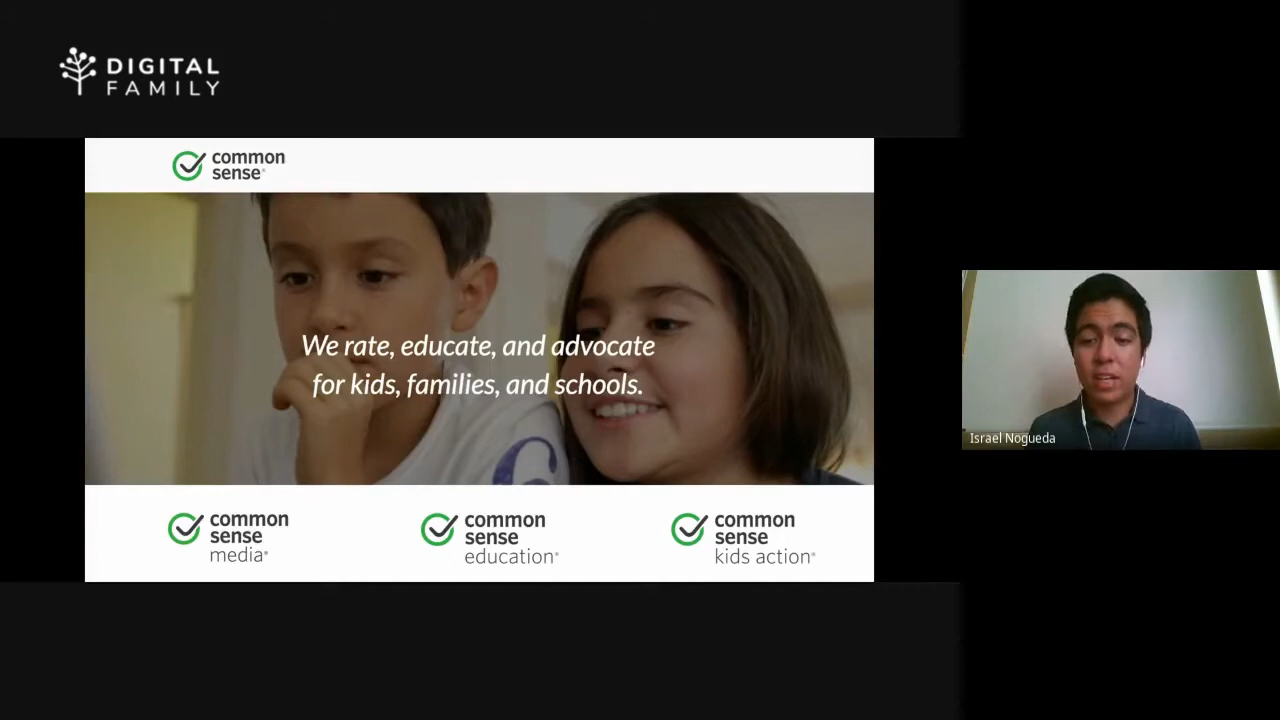 DIGITAL
FAMILY
common
sense®
We rate, educate, and advocate
for kids, families, and schools.
common
sense
media®
common
sense
education®
common
sense
kids action®
Israel Nogueda